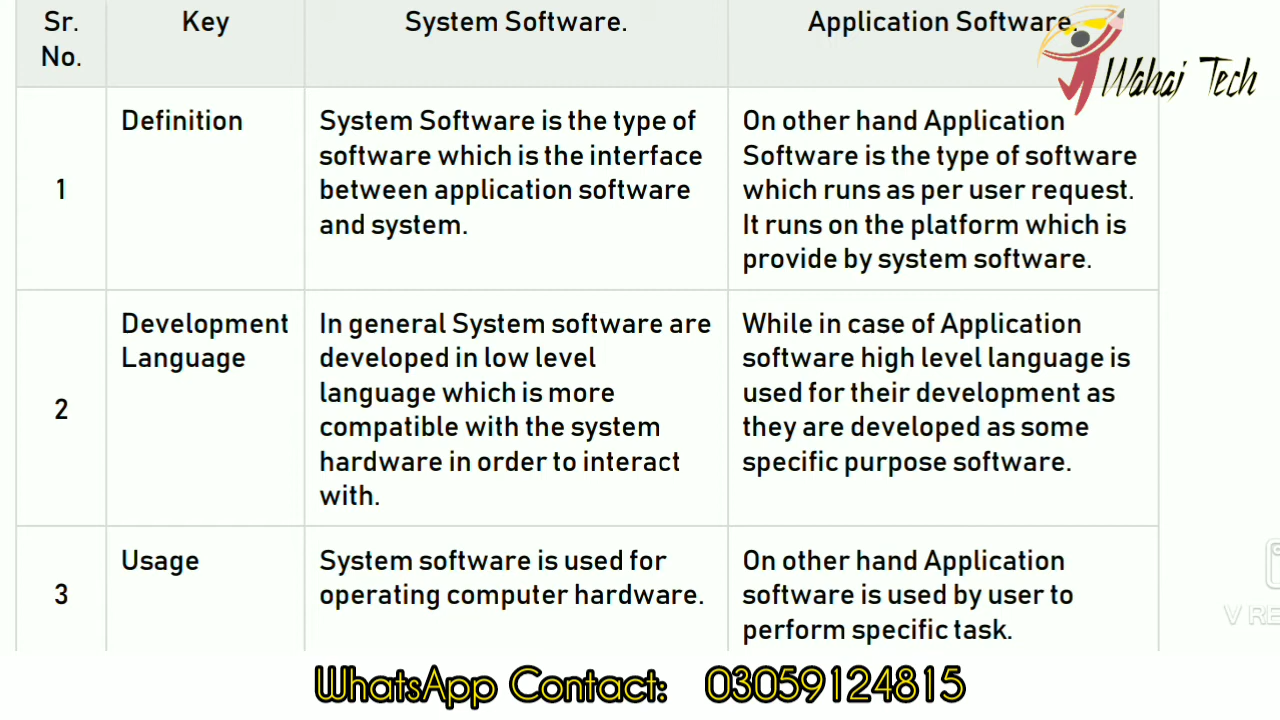 Sr.
No.
Key
System Software.
Application Software.
Wahaj Tech
1
Definition
System Software is the type of
software which is the interface
between application software
and system.
On other hand Application
Software is the type of software
which runs as per user request.
It runs on the platform which is
provide by system software.
2
Development
Language
In general System software are
developed in low level
language which is more
compatible with the system
hardware in order to interact
with.
While in case of Application
software high level language is
used for their development as
they are developed as some
specific purpose software.
3
Usage
System software is used for
operating computer hardware.
On other hand Application
software is used by user to
perform specific task.
V RE
WhatsApp Contact: 03059124815